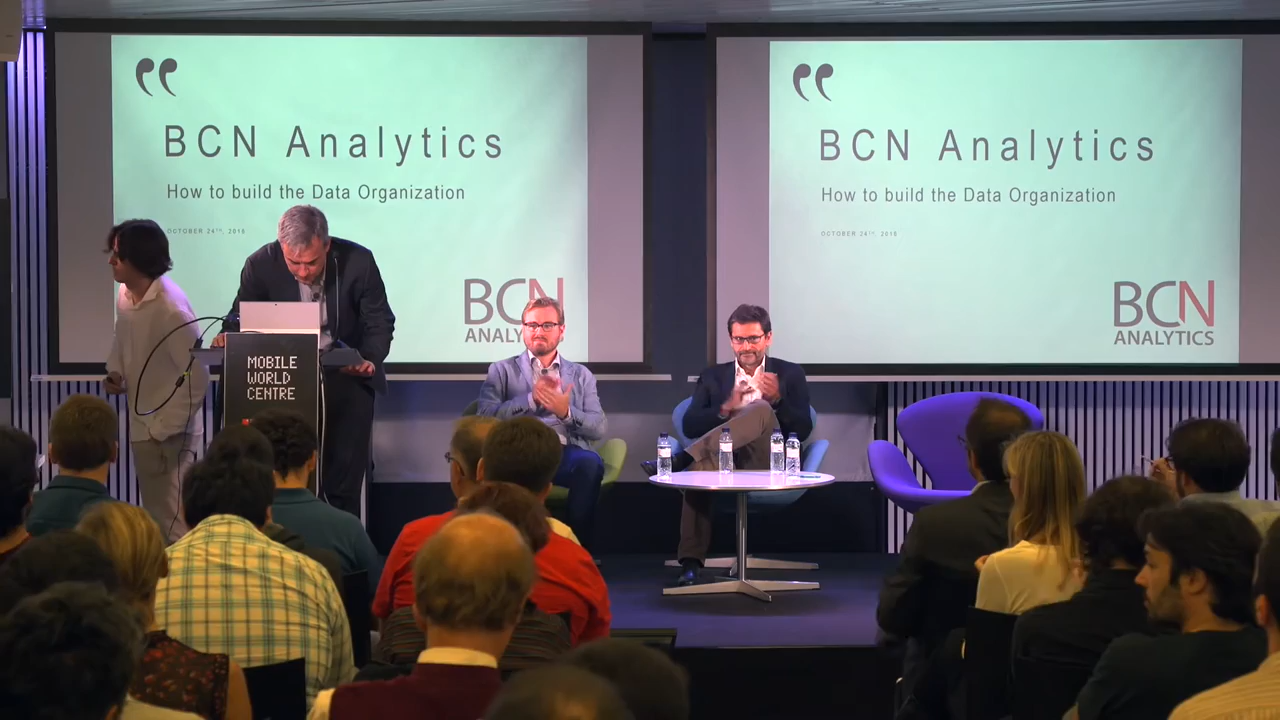 BCN Analytics
How to build the Data Organization
OCTOBER 24TH, 2018
BCN
ANALY
BCN Analytics
How to build the Data Organization
OCTOBER 24TH, 2018
BCN
ANALYTICS
MOBILE
WORLD
CENTRE